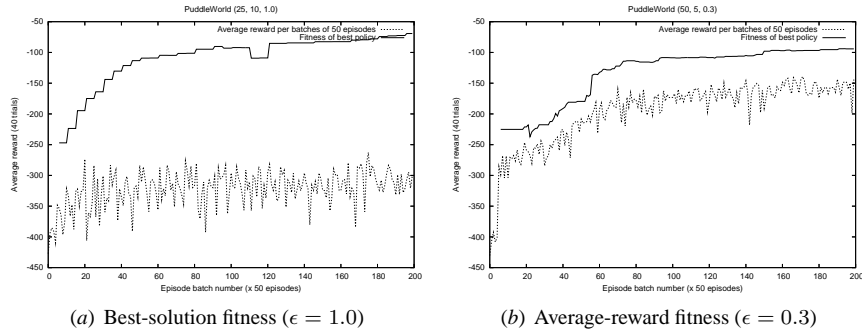 PuddleWorld (25, 10, 1.0)
Average reward per batches of 50 episodes
Fitness of best policy
Average reward (40 trials)
-50
-100
-150
-200
-250
-300
-350
-400
-450
0 20 40 60 80 100 120 140 160 180 200
Episode batch number (x 50 episodes)
(a) Best-solution fitness (ϵ = 1.0)
PuddleWorld (50, 5, 0.3)
Average reward per batches of 50 episodes
Fitness of best policy
Average reward (40 trials)
-50
-100
-150
-200
-250
-300
-350
-400
-450
0 20 40 60 80 100 120 140 160 180 200
Episode batch number (x 50 episodes)
(b) Average-reward fitness (ϵ = 0.3)